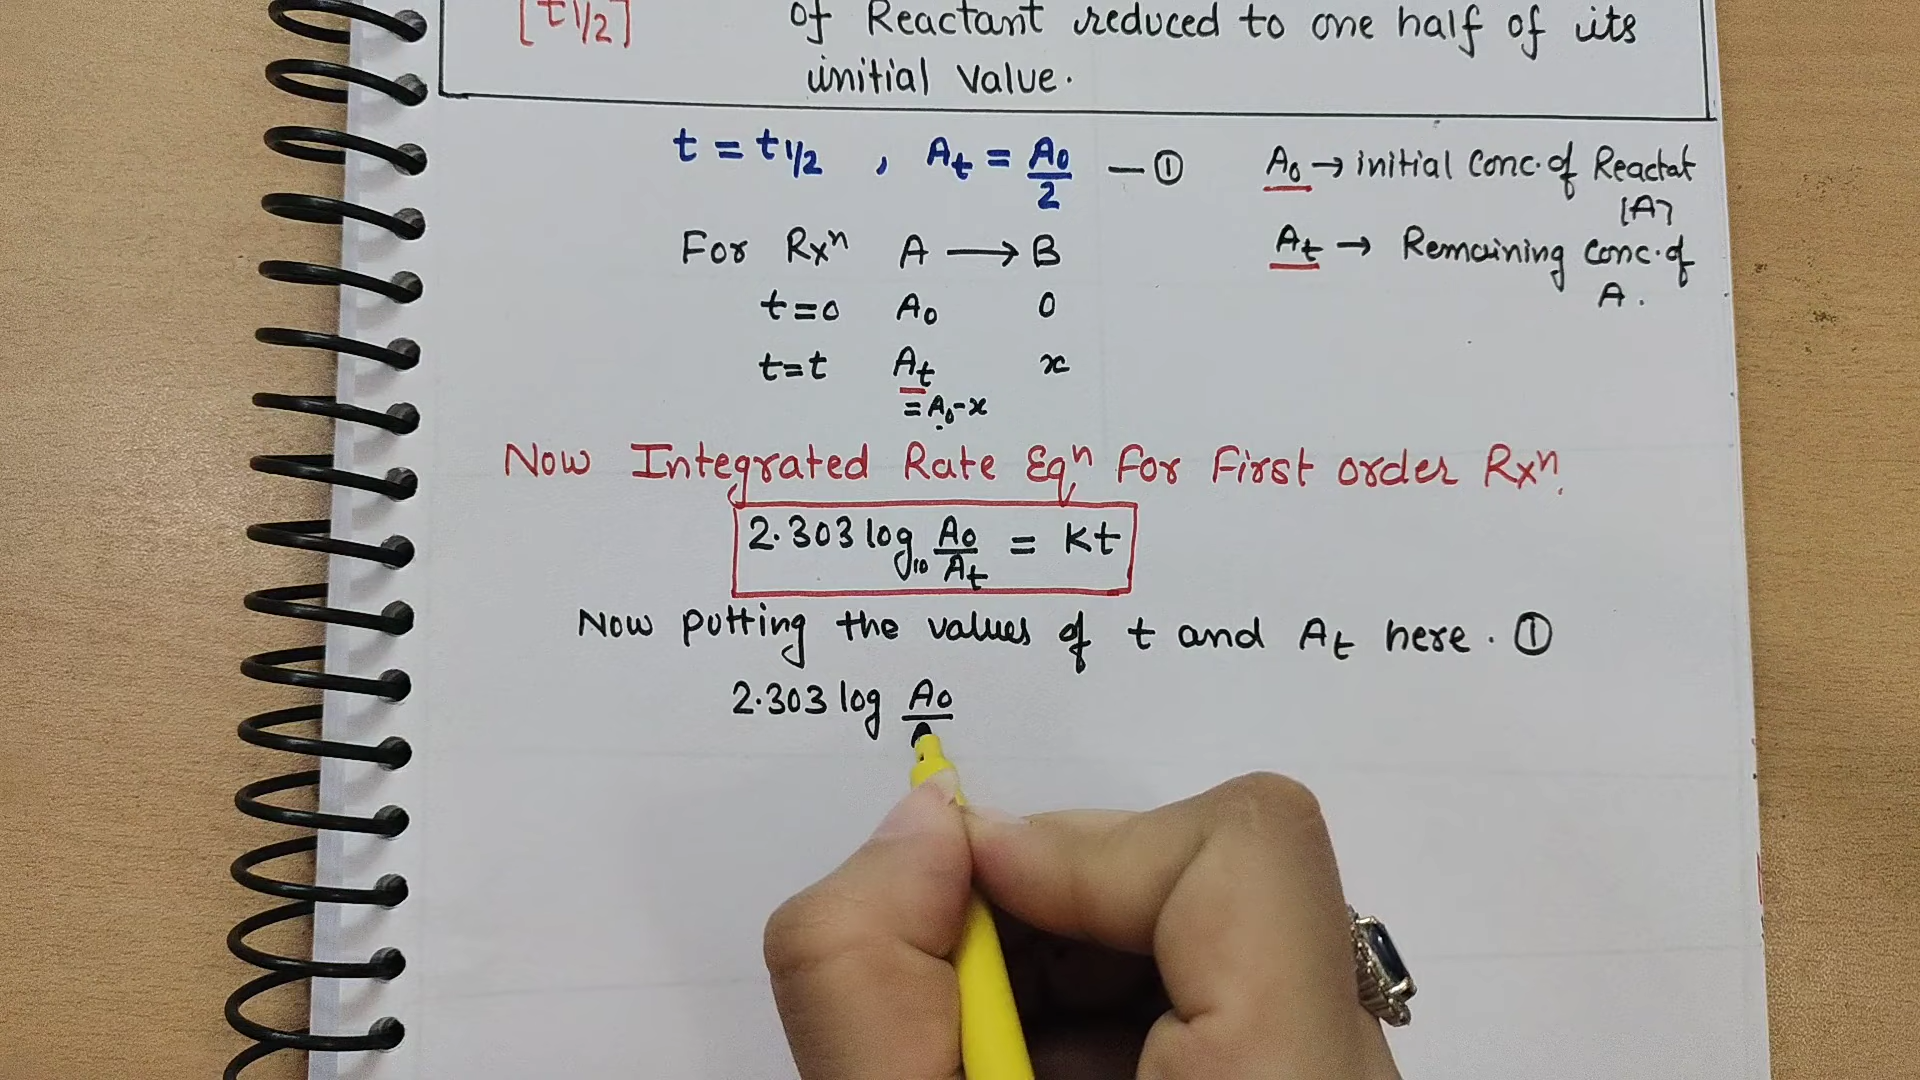 [t1/2]
of Reactant reduced to one half of its
initial value.
t = t1/2 , At = A0/2 — ①
A0 → initial conc. of Reactat
[A]
For Rxⁿ A → B
At → Remaining conc. of
A.
t=0 A0 0
t=t At x
= A0-x
Now Integrated Rate Eqⁿ for First order Rxⁿ.
2.303 log10 A0/At = Kt
Now putting the values of t and At here. ①
2.303 log A0